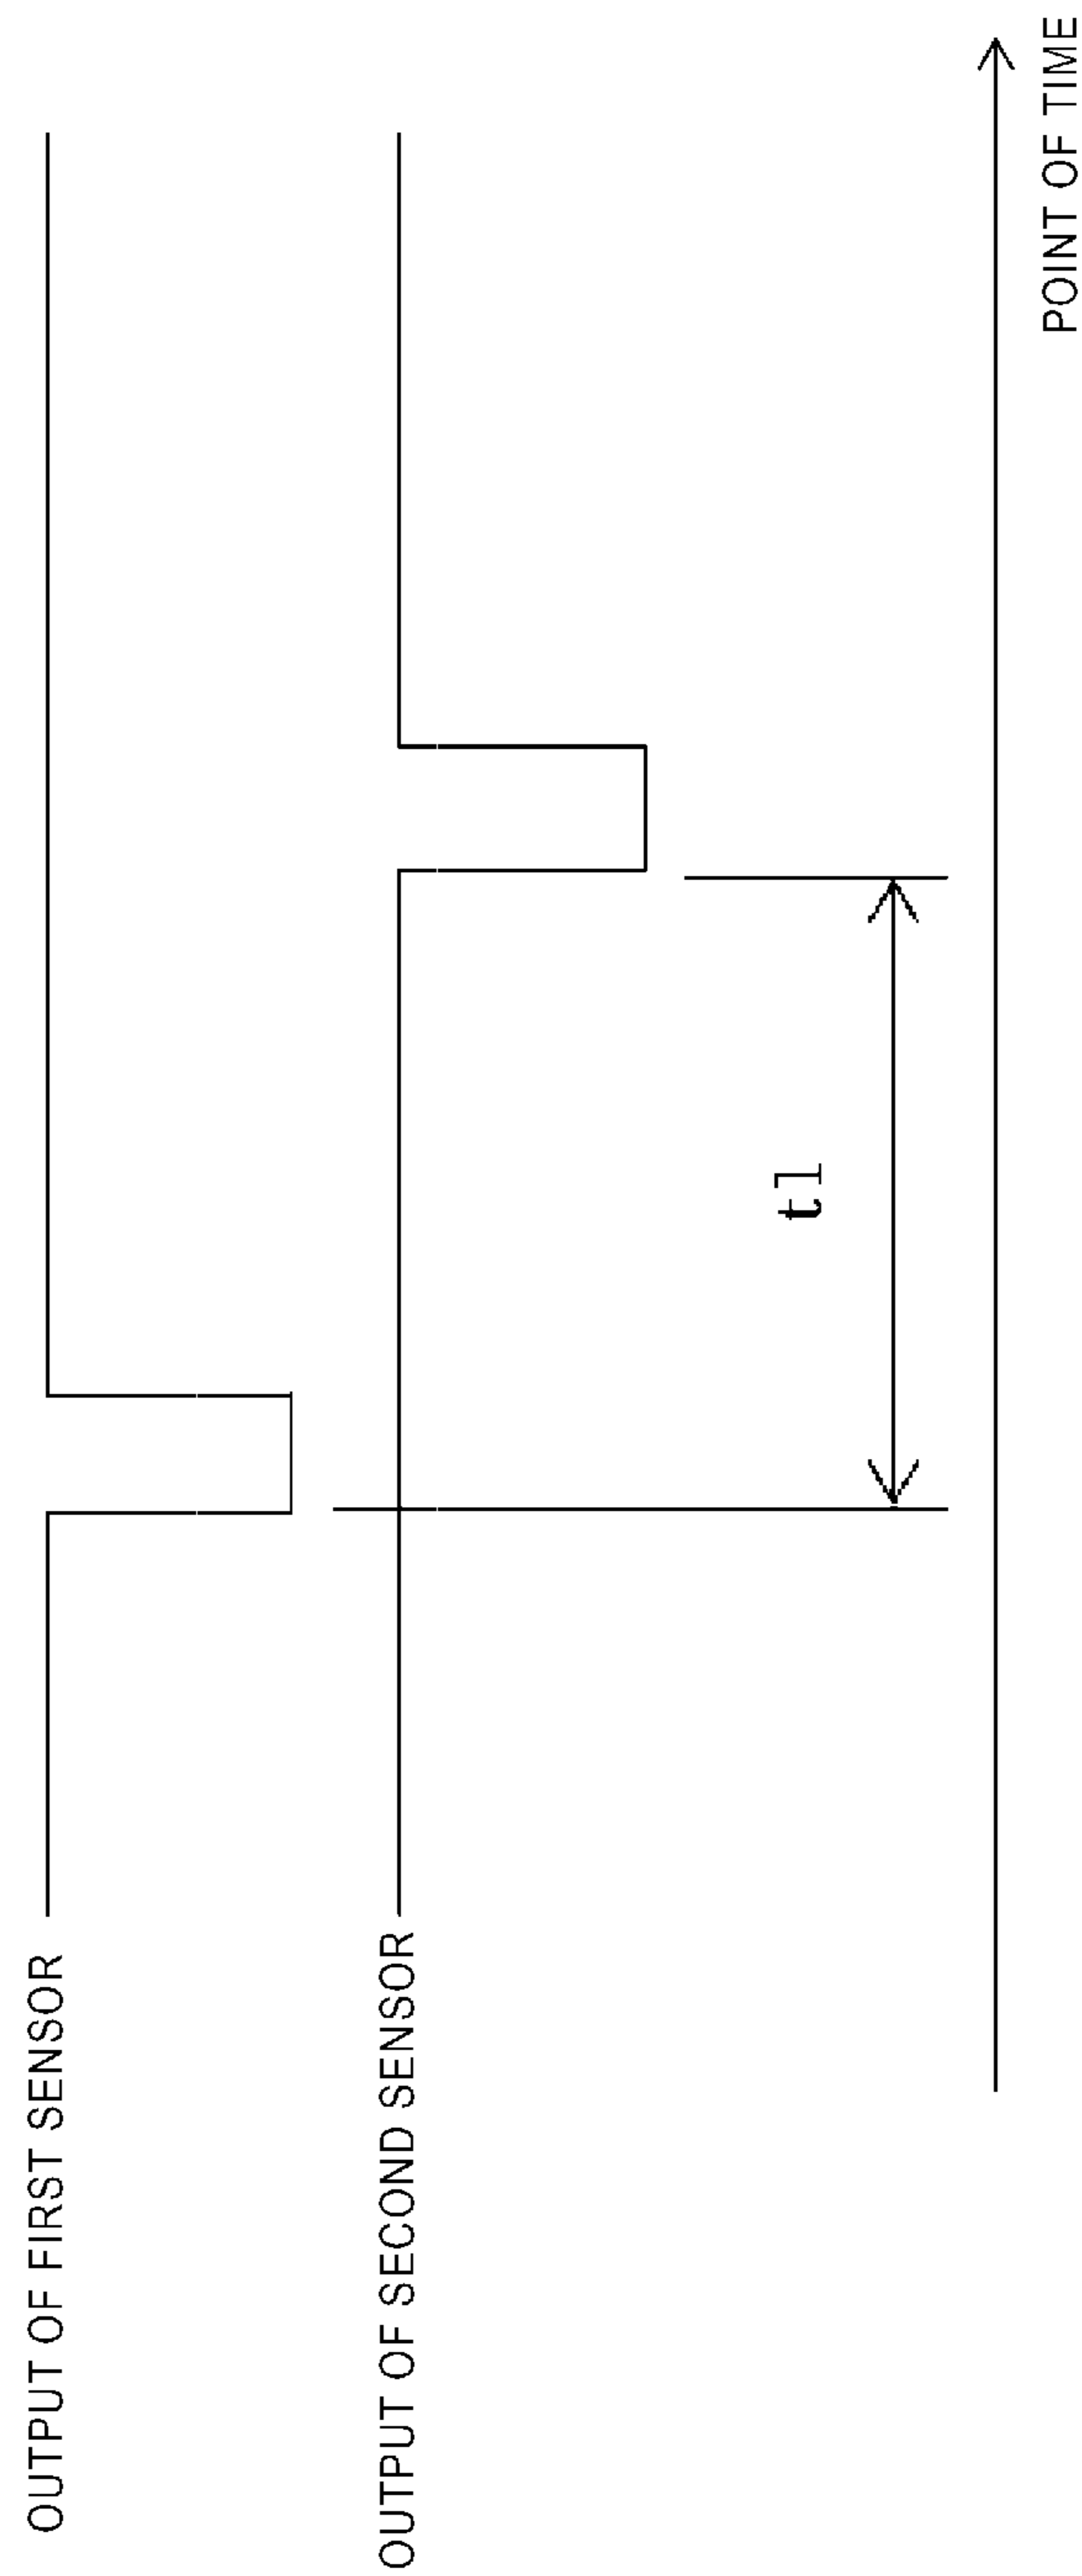 OUTPUT OF FIRST SENSOR
OUTPUT OF SECOND SENSOR
t1
POINT OF TIME